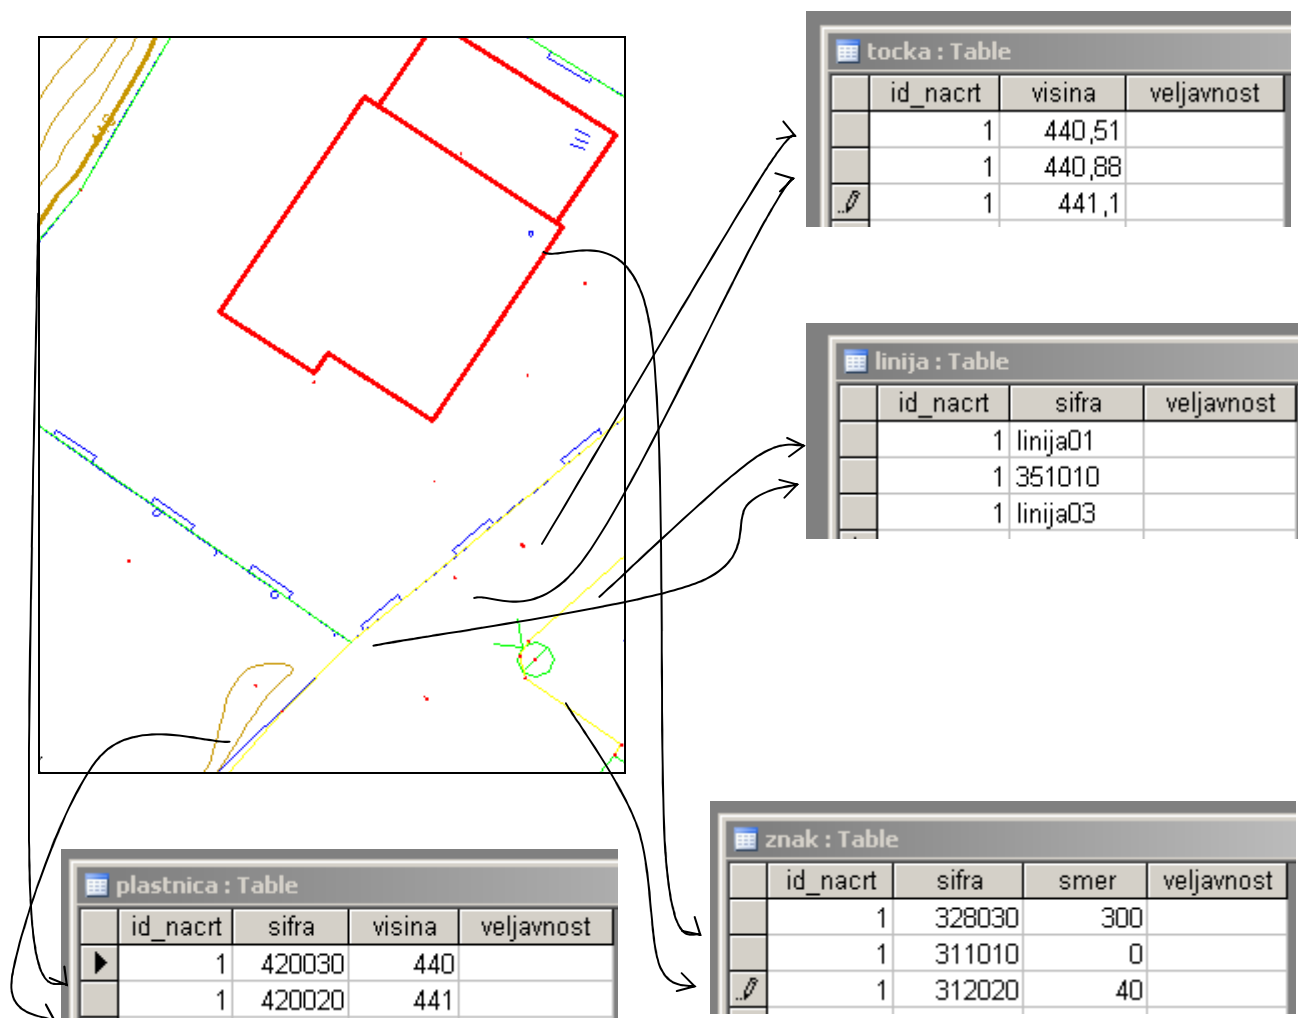 tocka : Table
id_nacrt visina veljavnost
1 440,51
1 440,88
1 441,1
linija : Table
id_nacrt sifra veljavnost
1 linija01
1 351010
1 linija03
plastnica : Table
id_nacrt sifra visina veljavnost
1 420030 440
1 420020 441
znak : Table
id_nacrt sifra smer veljavnost
1 328030 300
1 311010 0
1 312020 40